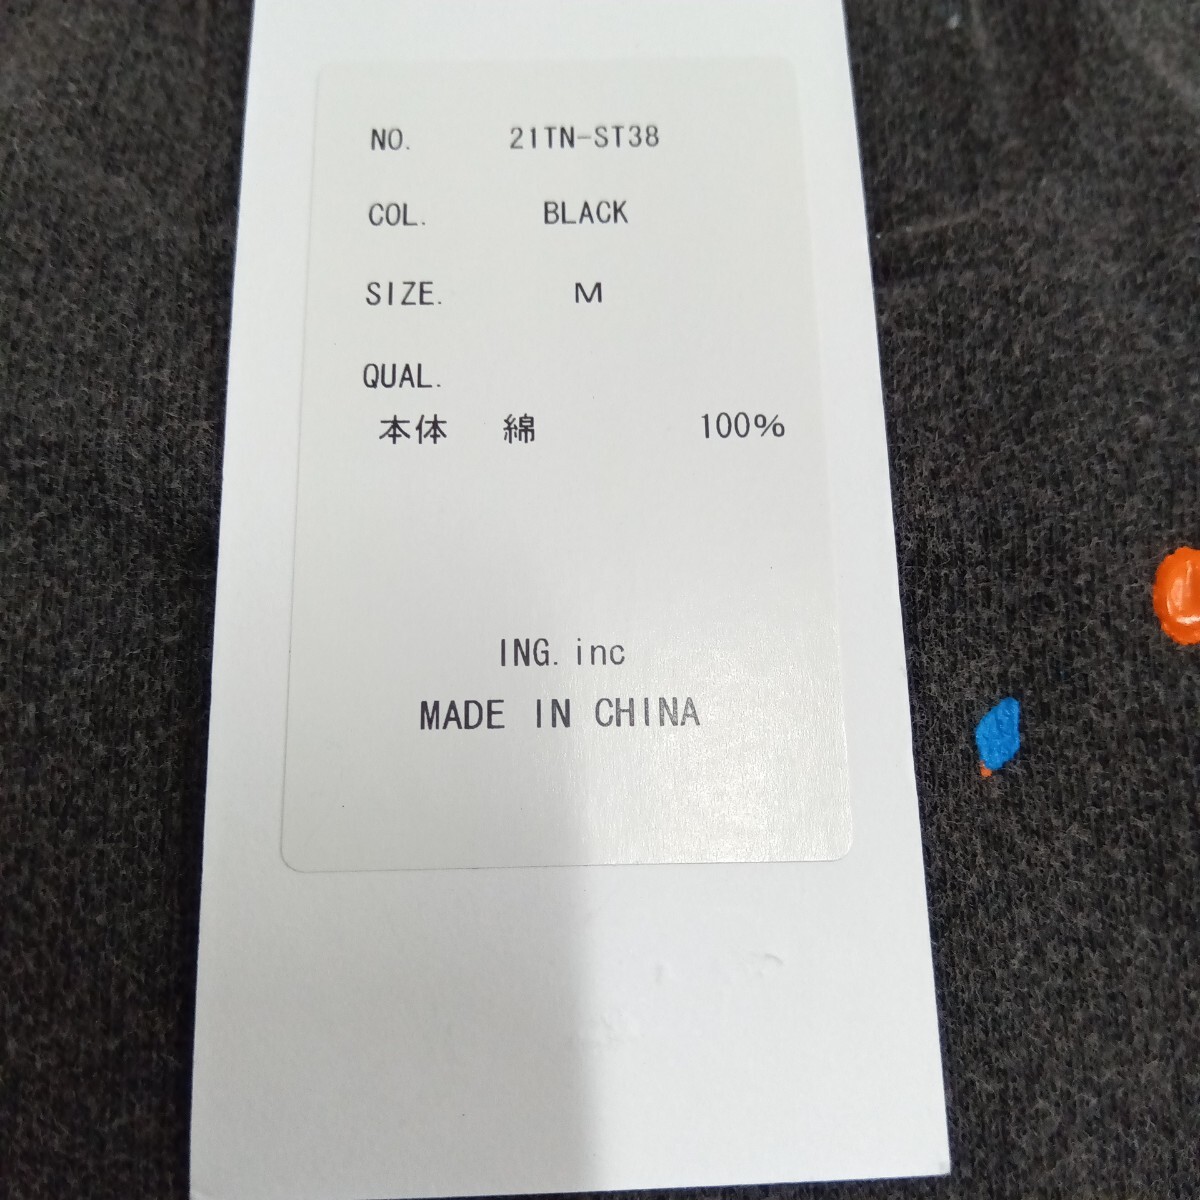 NO. 21TN-ST38
COL. BLACK
SIZE. M
QUAL.
本体 綿 100%
ING. inc
MADE IN CHINA